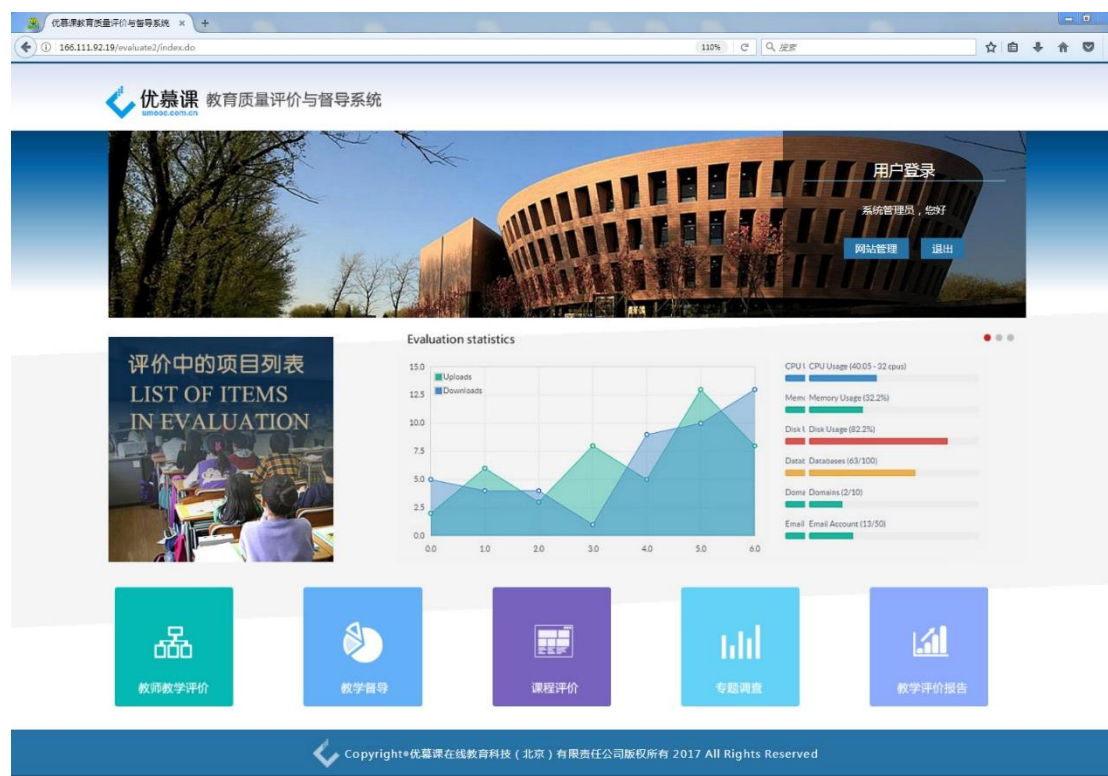 优慕课教育质量评价与督导系统
166.111.92.19/evaluate2/index.do
110%
搜索
优慕课 教育质量评价与督导系统
umooc.com.cn
用户登录
系统管理员，您好
网站管理 退出
评价中的项目列表
LIST OF ITEMS
IN EVALUATION
Evaluation statistics
15.0
12.5
10.0
7.5
5.0
2.5
0.0
Uploads
Downloads
0.0 1.0 2.0 3.0 4.0 5.0 6.0
CPU U CPU Usage (40.05 - 32 cpus)
Memo Memory Usage (32.2%)
Disk U Disk Usage (82.2%)
Datab Databases (63/100)
Doma Domains (2/10)
Email Email Account (13/50)
教师教学评价
教学督导
课程评价
专题调查
教学评价报告
Copyright©优慕课在线教育科技（北京）有限责任公司版权所有 2017 All Rights Reserved